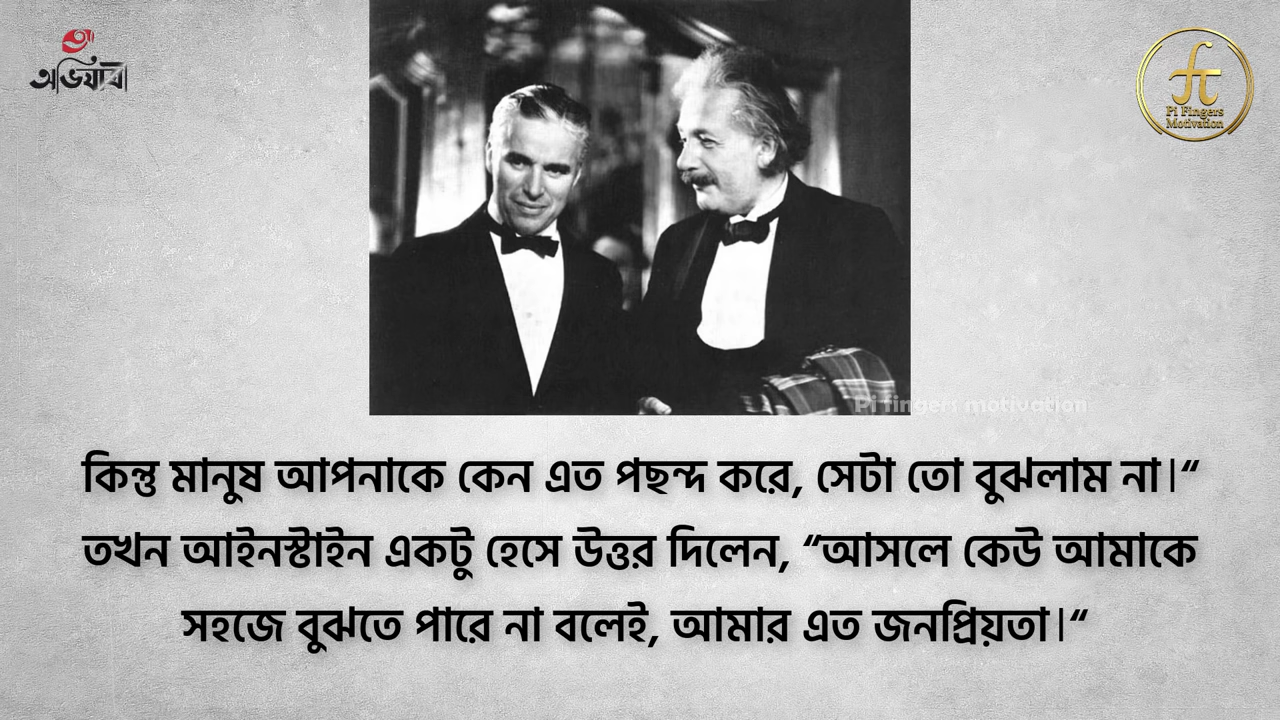 অভিযাত্রী
Pi Fingers
Motivation
Pi fingers motivation
কিন্তু মানুষ আপনাকে কেন এত পছন্দ করে, সেটা তো বুঝলাম না।“
তখন আইনস্টাইন একটু হেসে উত্তর দিলেন, “আসলে কেউ আমাকে
সহজে বুঝতে পারে না বলেই, আমার এত জনপ্রিয়তা।“